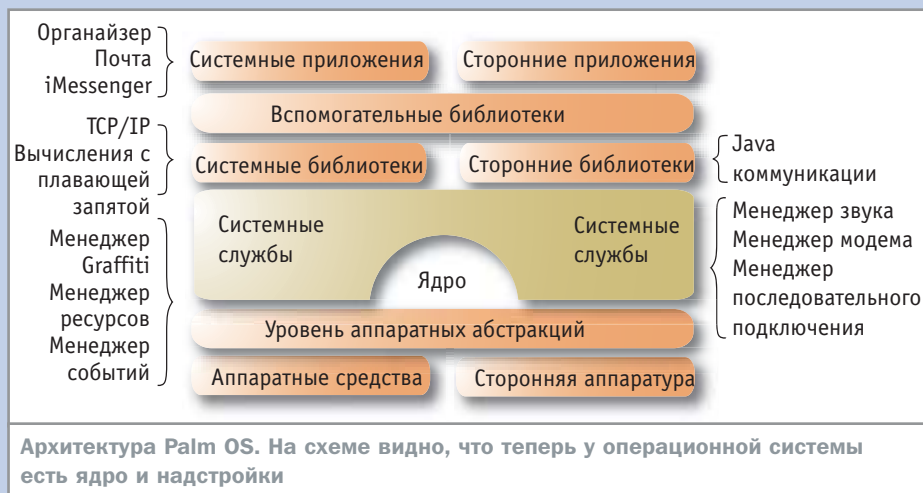 Органайзер
Почта
iMessenger
Системные приложения
Сторонние приложения
Вспомогательные библиотеки
TCP/IP
Вычисления с
плавающей
запятой
Системные библиотеки
Сторонние библиотеки
Java
коммуникации
Менеджер
Graffiti
Менеджер
ресурсов
Менеджер
событий
Системные
службы
Ядро
Системные
службы
Менеджер звука
Менеджер модема
Менеджер
последовательного
подключения
Уровень аппаратных абстракций
Аппаратные средства
Сторонняя аппаратура
Архитектура Palm OS. На схеме видно, что теперь у операционной системы
есть ядро и надстройки